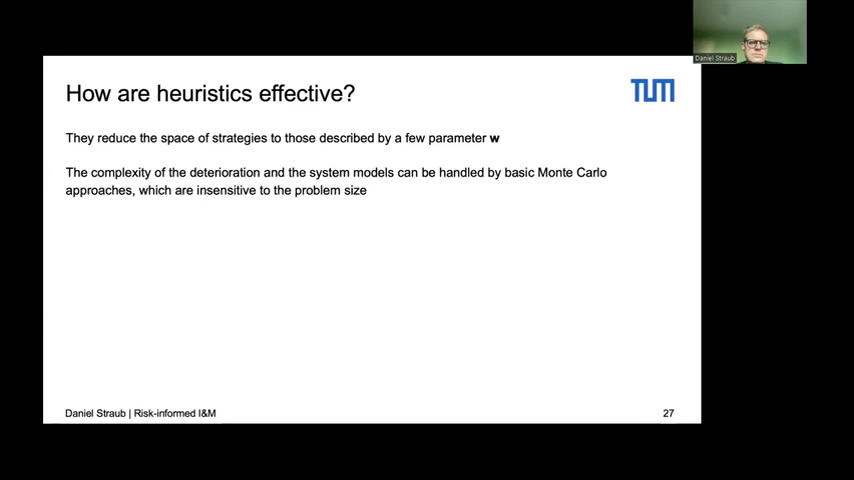 Daniel Straub
How are heuristics effective?
TUM
They reduce the space of strategies to those described by a few parameter w
The complexity of the deterioration and the system models can be handled by basic Monte Carlo
approaches, which are insensitive to the problem size
Daniel Straub | Risk-informed I&M
27